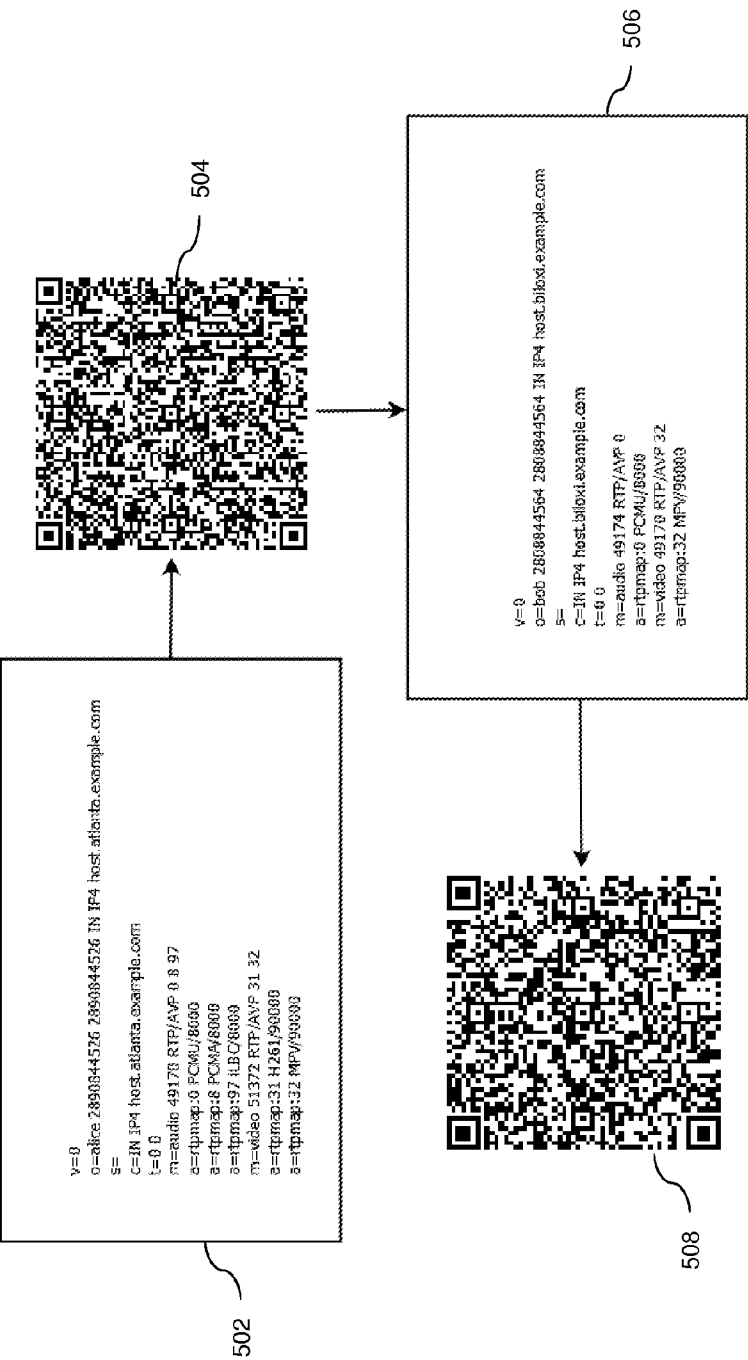 502
v=0
o=alice 2890844526 2890844526 IN IP4 host.atlanta.example.com
s=
c=IN IP4 host.atlanta.example.com
t=0 0
m=audio 49170 RTP/AVP 0 8 97
a=rtpmap:0 PCMU/8000
a=rtpmap:8 PCMA/8000
a=rtpmap:97 iLBC/8000
m=video 51372 RTP/AVP 31 32
a=rtpmap:31 H261/90000
a=rtpmap:32 MPV/90000
504
506
v=0
o=bob 2808844564 2808844564 IN IP4 host.biloxi.example.com
s=
c=IN IP4 host.biloxi.example.com
t=0 0
m=audio 49174 RTP/AVP 0
a=rtpmap:0 PCMU/8000
m=video 49170 RTP/AVP 32
a=rtpmap:32 MPV/90000
508